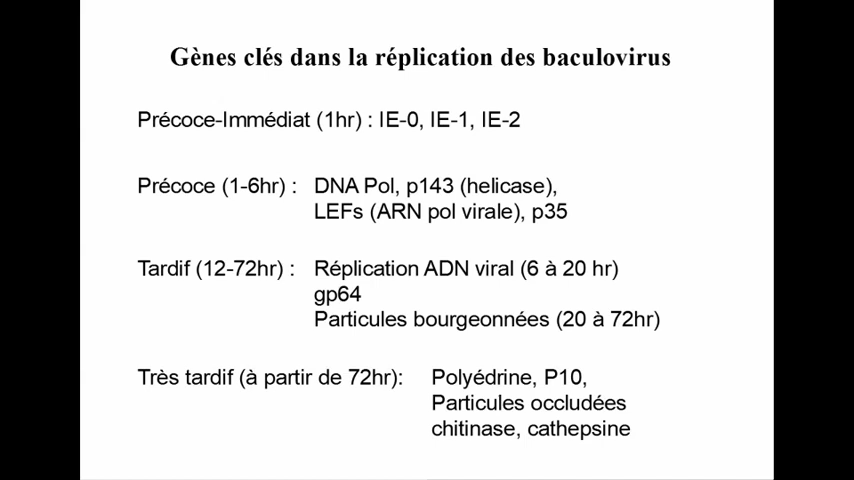 Gènes clés dans la réplication des baculovirus
Précoce-Immédiat (1hr) : IE-0, IE-1, IE-2
Précoce (1-6hr) : DNA Pol, p143 (helicase),
LEFs (ARN pol virale), p35
Tardif (12-72hr) : Réplication ADN viral (6 à 20 hr)
gp64
Particules bourgeonnées (20 à 72hr)
Très tardif (à partir de 72hr): Polyédrine, P10,
Particules occludées
chitinase, cathepsine